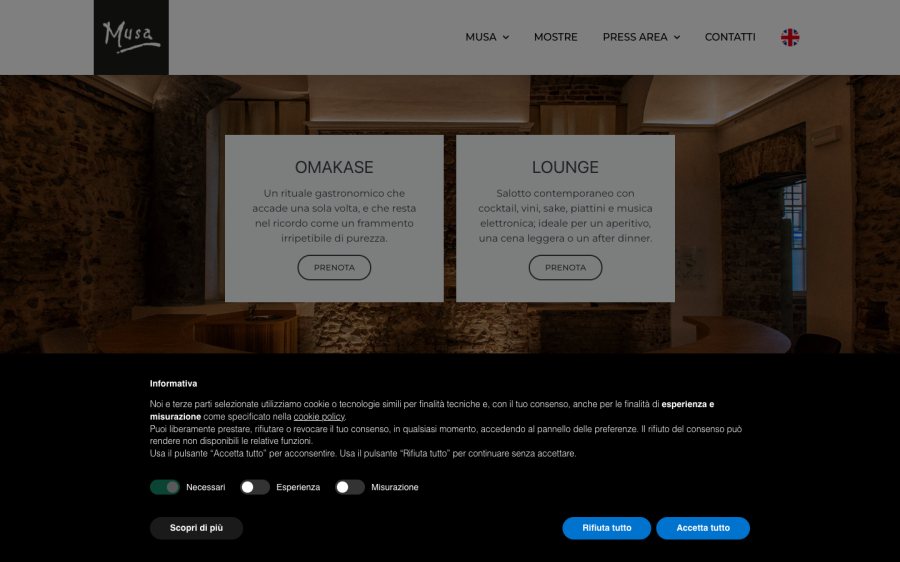 Musa
MUSA
MOSTRE
PRESS AREA
CONTATTI
OMAKASE
Un rituale gastronomico che
accade una sola volta, e che resta
nel ricordo come un frammento
irripetibile di purezza.
PRENOTA
LOUNGE
Salotto contemporaneo con
cocktail, vini, sake, piattini e musica
elettronica; ideale per un aperitivo,
una cena leggera o un after dinner.
PRENOTA
Informativa
Noi e terze parti selezionate utilizziamo cookie o tecnologie simili per finalità tecniche e, con il tuo consenso, anche per le finalità di esperienza e
misurazione come specificato nella cookie policy.
Puoi liberamente prestare, rifiutare o revocare il tuo consenso, in qualsiasi momento, accedendo al pannello delle preferenze. Il rifiuto del consenso può
rendere non disponibili le relative funzioni.
Usa il pulsante “Accetta tutto” per acconsentire. Usa il pulsante “Rifiuta tutto” per continuare senza accettare.
Necessari
Esperienza
Misurazione
Scopri di più
Rifiuta tutto
Accetta tutto